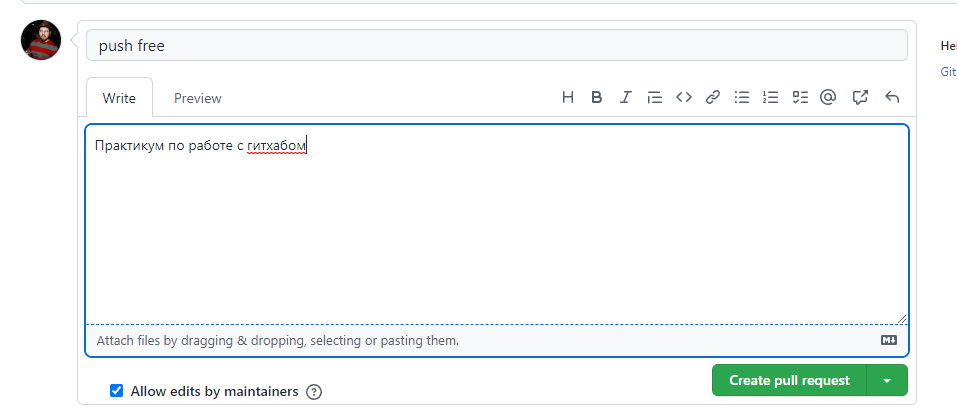 push free
Hel
Git
Write Preview
Практикум по работе с гитхабом
Attach files by dragging & dropping, selecting or pasting them.
Allow edits by maintainers
Create pull request